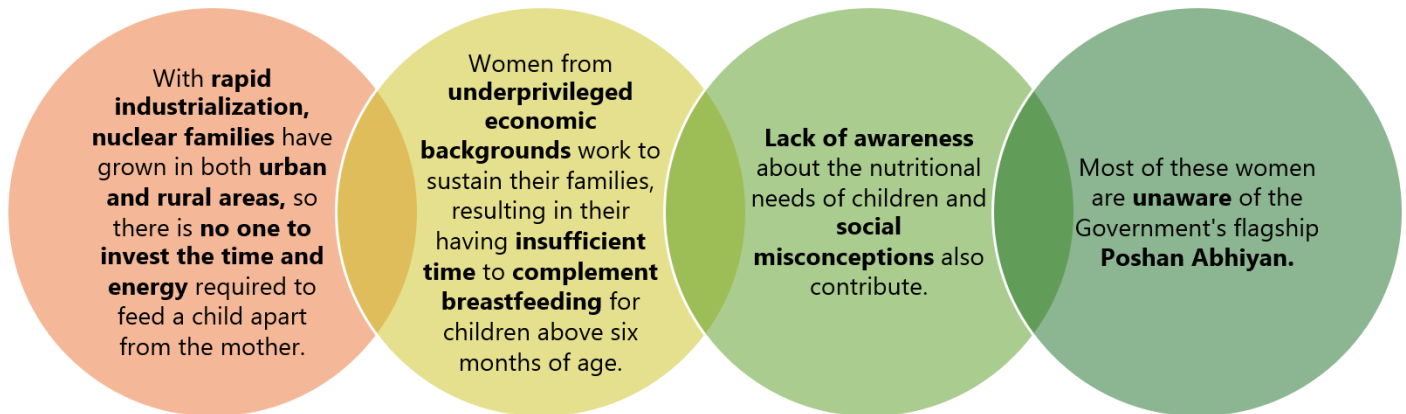 With rapid
industrialization,
nuclear families have
grown in both urban
and rural areas, so
there is no one to
invest the time and
energy required to
feed a child apart
from the mother.
Women from
underprivileged
economic
backgrounds work to
sustain their families,
resulting in their
having insufficient
time to complement
breastfeeding for
children above six
months of age.
Lack of awareness
about the nutritional
needs of children and
social
misconceptions also
contribute.
Most of these women
are unaware of the
Government's flagship
Poshan Abhiyan.